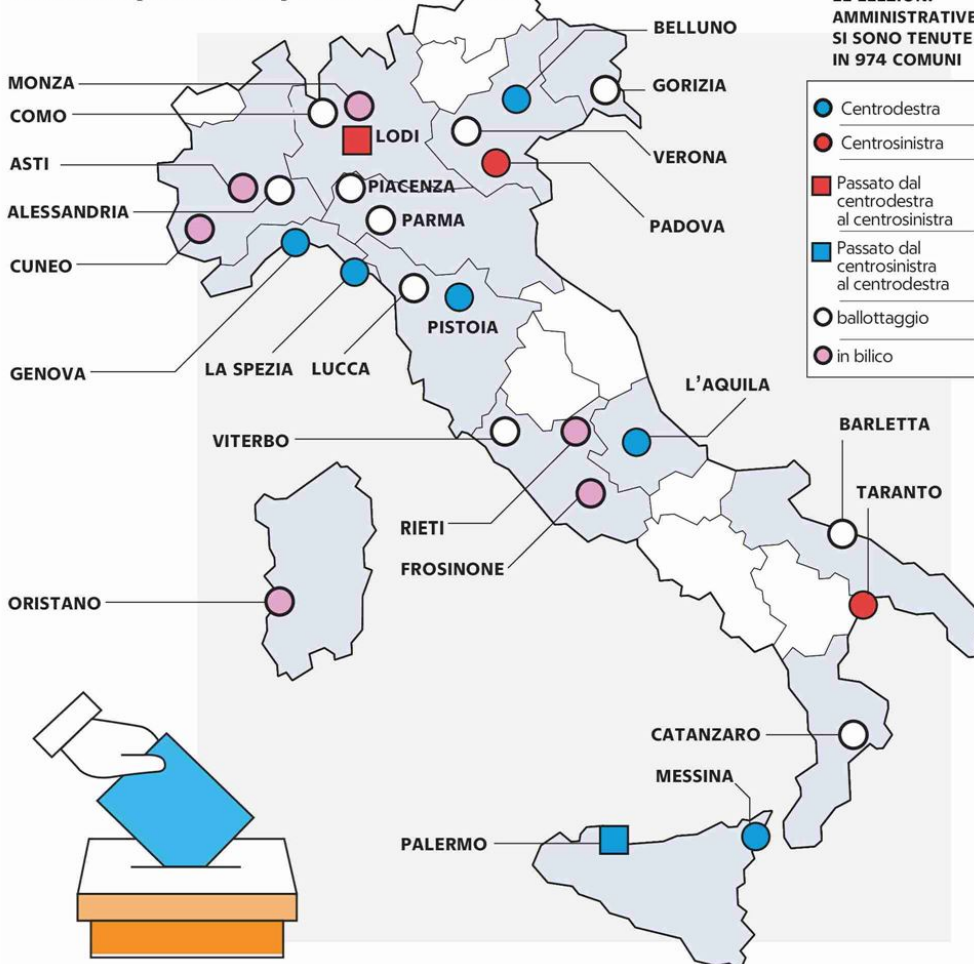 AMMINISTRATIVE
SI SONO TENUTE
IN 974 COMUNI
Centrodestra
Centrosinistra
Passato dal
centrodestra
al centrosinistra
Passato dal
centrosinistra
al centrodestra
ballottaggio
in bilico
BELLUNO
GORIZIA
MONZA
COMO
LODI
VERONA
ASTI
PIACENZA
ALESSANDRIA
PARMA
PADOVA
CUNEO
PISTOIA
GENOVA
LA SPEZIA
LUCCA
L'AQUILA
VITERBO
BARLETTA
TARANTO
RIETI
FROSINONE
ORISTANO
CATANZARO
MESSINA
PALERMO